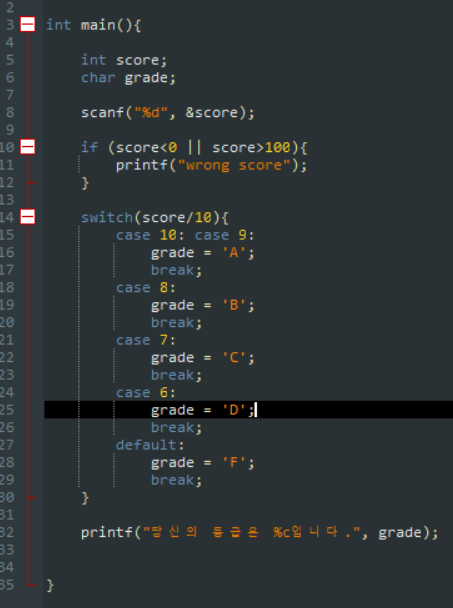 2
3 int main(){
4
5     int score;
6     char grade;
7
8     scanf("%d", &score);
9
10     if (score<0 || score>100){
11         printf("wrong score");
12     }
13
14     switch(score/10){
15         case 10: case 9:
16             grade = 'A';
17             break;
18         case 8:
19             grade = 'B';
20             break;
21         case 7:
22             grade = 'C';
23             break;
24         case 6:
25             grade = 'D';
26             break;
27         default:
28             grade = 'F';
29             break;
30     }
31
32     printf("당신의 등급은 %c입니다.", grade);
33
34
35 }